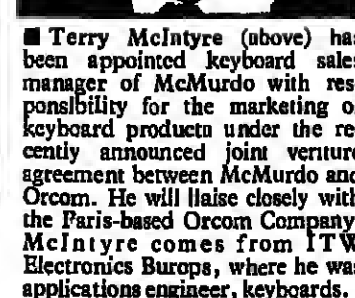 ■ Terry McIntyre (above) has
been appointed keyboard sales
manager of McMurdo with res-
ponsibility for the marketing of
keyboard products under the re-
cently announced joint venture
agreement between McMurdo and
Orcom. He will liaise closely with
the Paris-based Orcom Company.
McIntyre comes from ITW
Electronics Europe, where he was
applications engineer, keyboards.